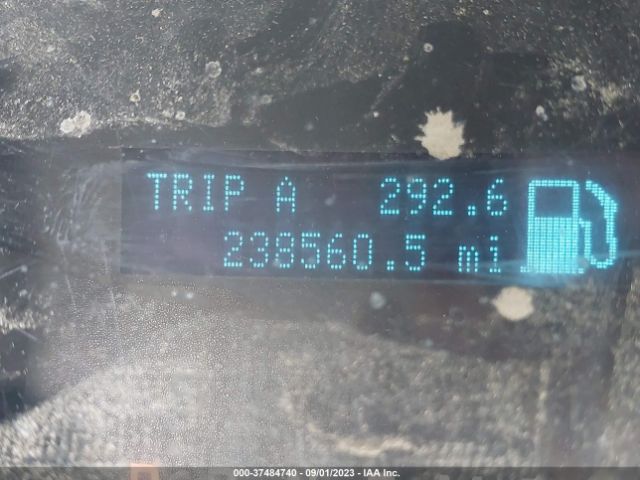 TRIP A 292.6
238560.5 mi
000-37484740 - 09/01/2023 - IAA Inc.